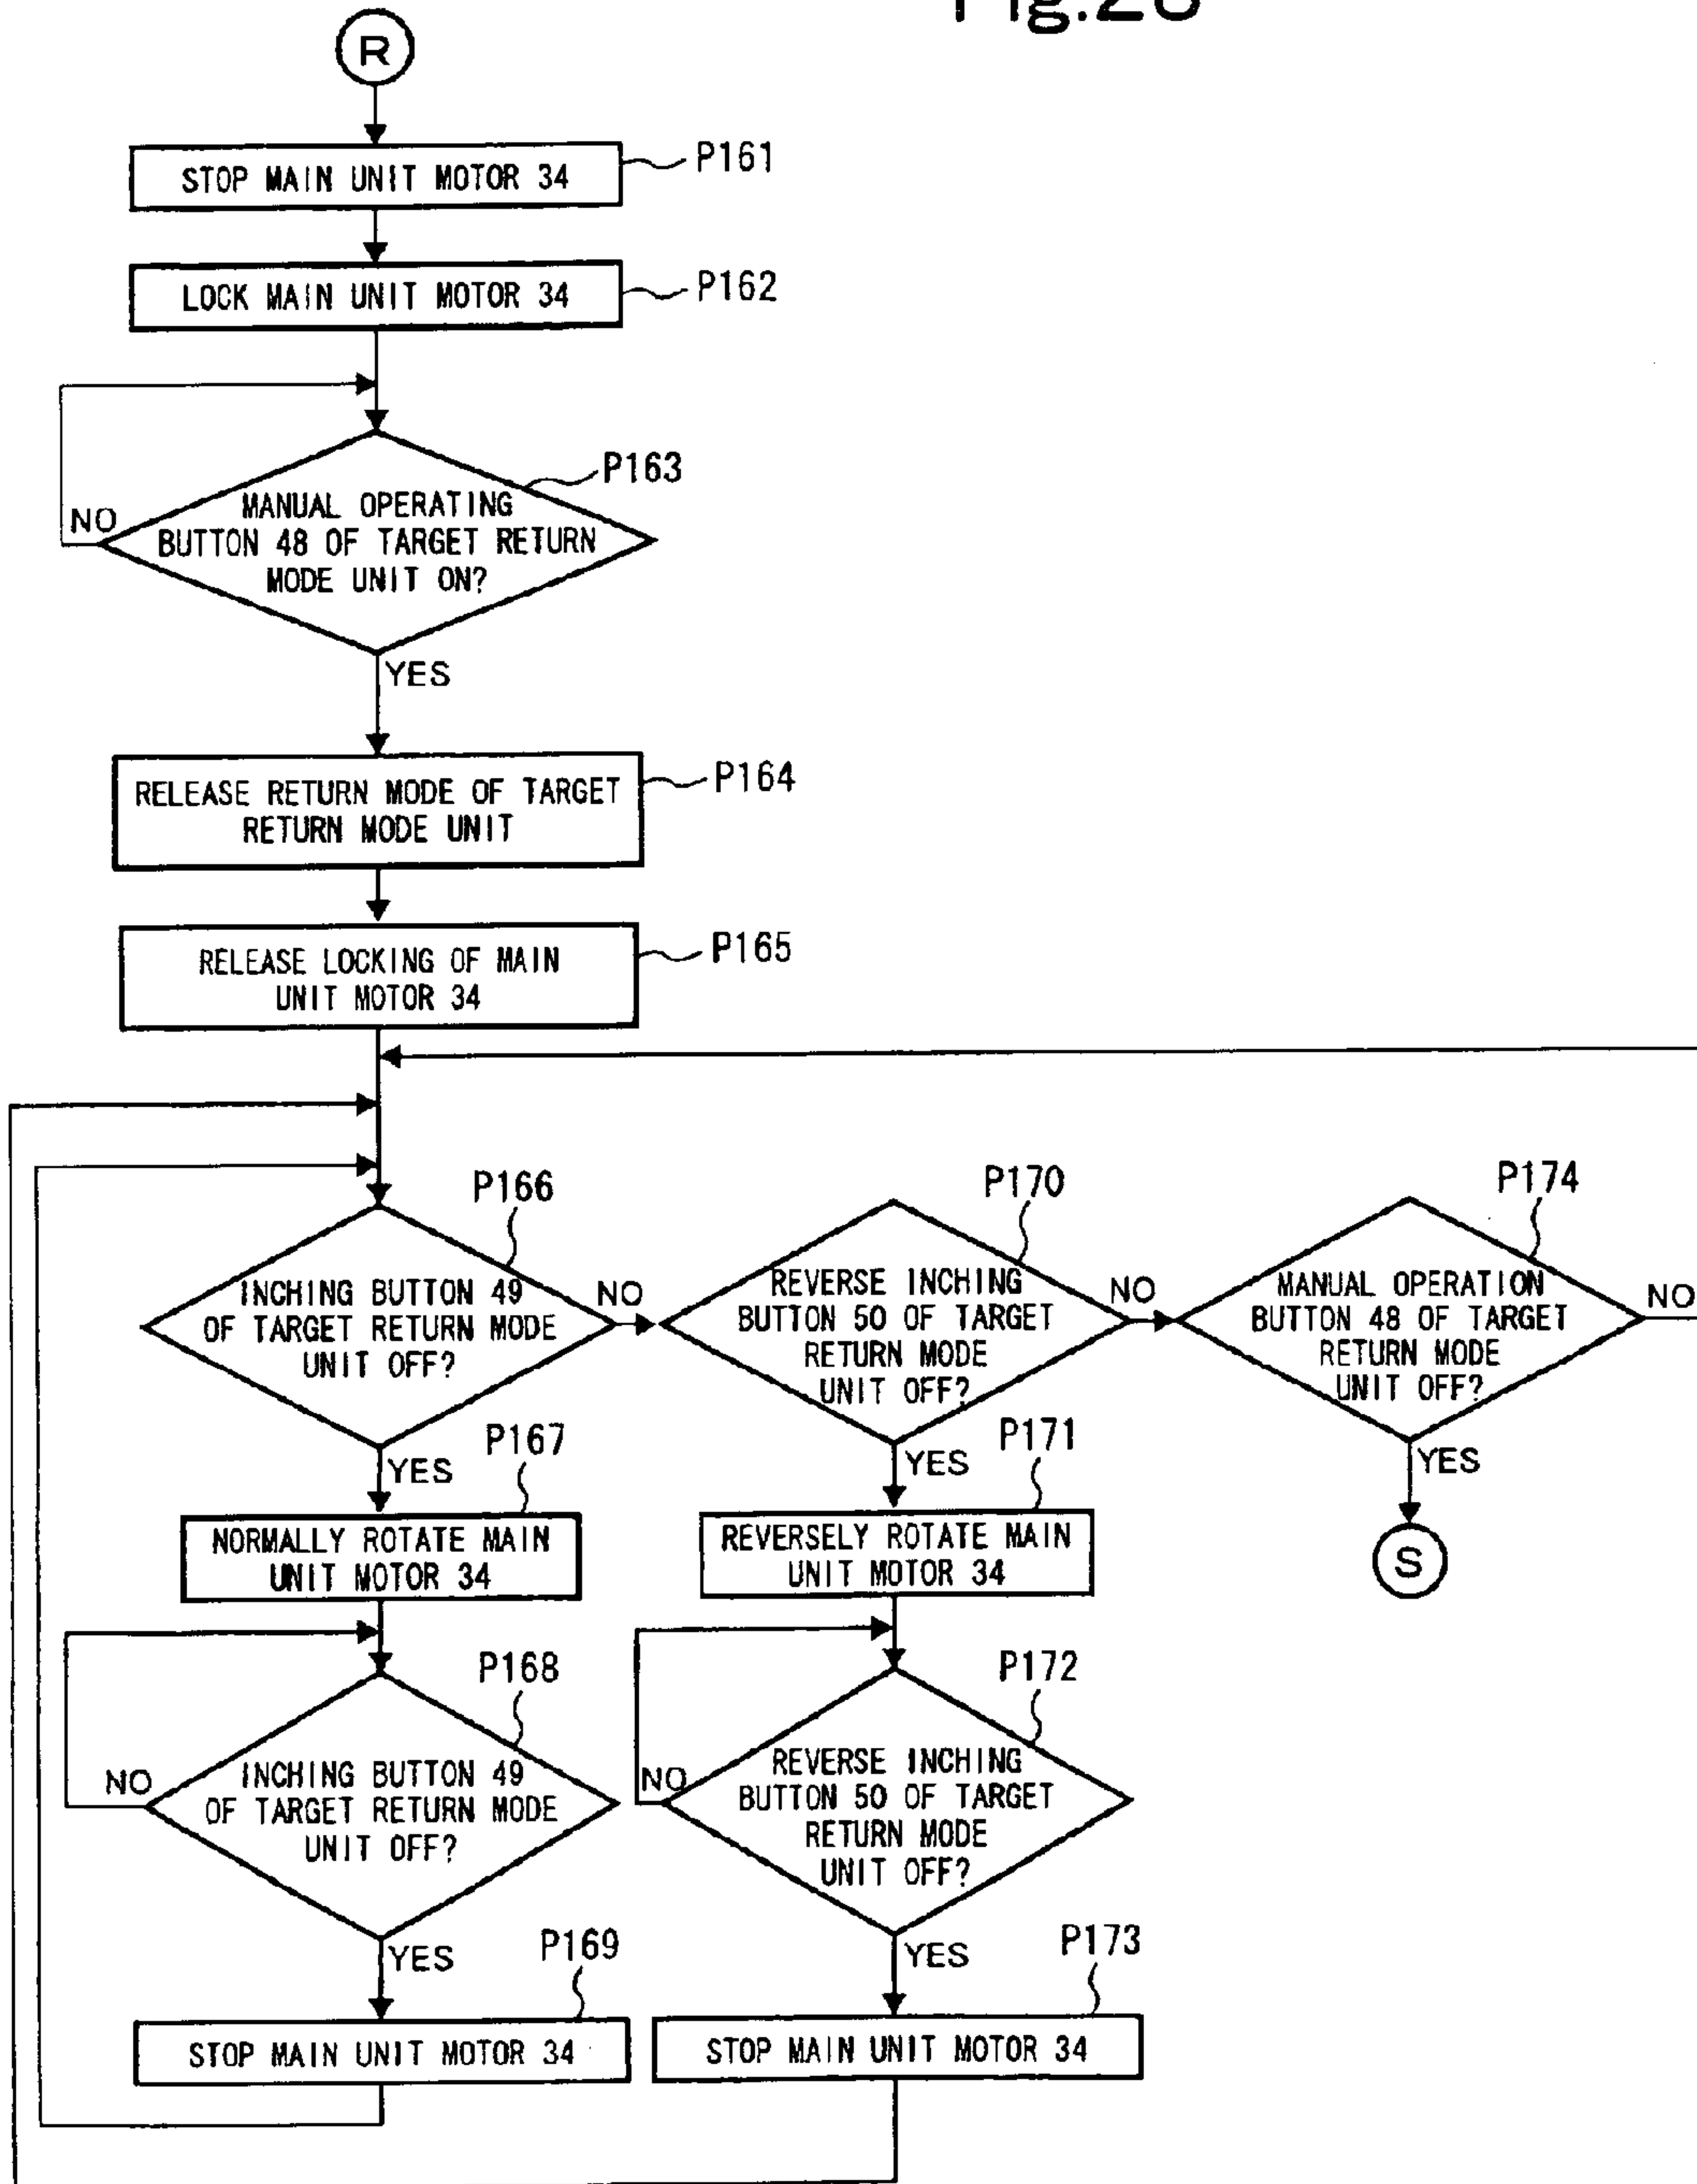 Fig.28
R
STOP MAIN UNIT MOTOR 34
P161
LOCK MAIN UNIT MOTOR 34
P162
P163
MANUAL OPERATING
BUTTON 48 OF TARGET RETURN
MODE UNIT ON?
NO
YES
RELEASE RETURN MODE OF TARGET
RETURN MODE UNIT
P164
RELEASE LOCKING OF MAIN
UNIT MOTOR 34
P165
P166
INCHING BUTTON 49
OF TARGET RETURN MODE
UNIT OFF?
NO
YES
P170
REVERSE INCHING
BUTTON 50 OF TARGET
RETURN MODE
UNIT OFF?
NO
YES
P174
MANUAL OPERATION
BUTTON 48 OF TARGET
RETURN MODE
UNIT OFF?
NO
YES
S
P167
NORMALLY ROTATE MAIN
UNIT MOTOR 34
P171
REVERSELY ROTATE MAIN
UNIT MOTOR 34
P168
INCHING BUTTON 49
OF TARGET RETURN MODE
UNIT OFF?
NO
YES
P172
REVERSE INCHING
BUTTON 50 OF TARGET
RETURN MODE
UNIT OFF?
NO
YES
P169
STOP MAIN UNIT MOTOR 34
P173
STOP MAIN UNIT MOTOR 34